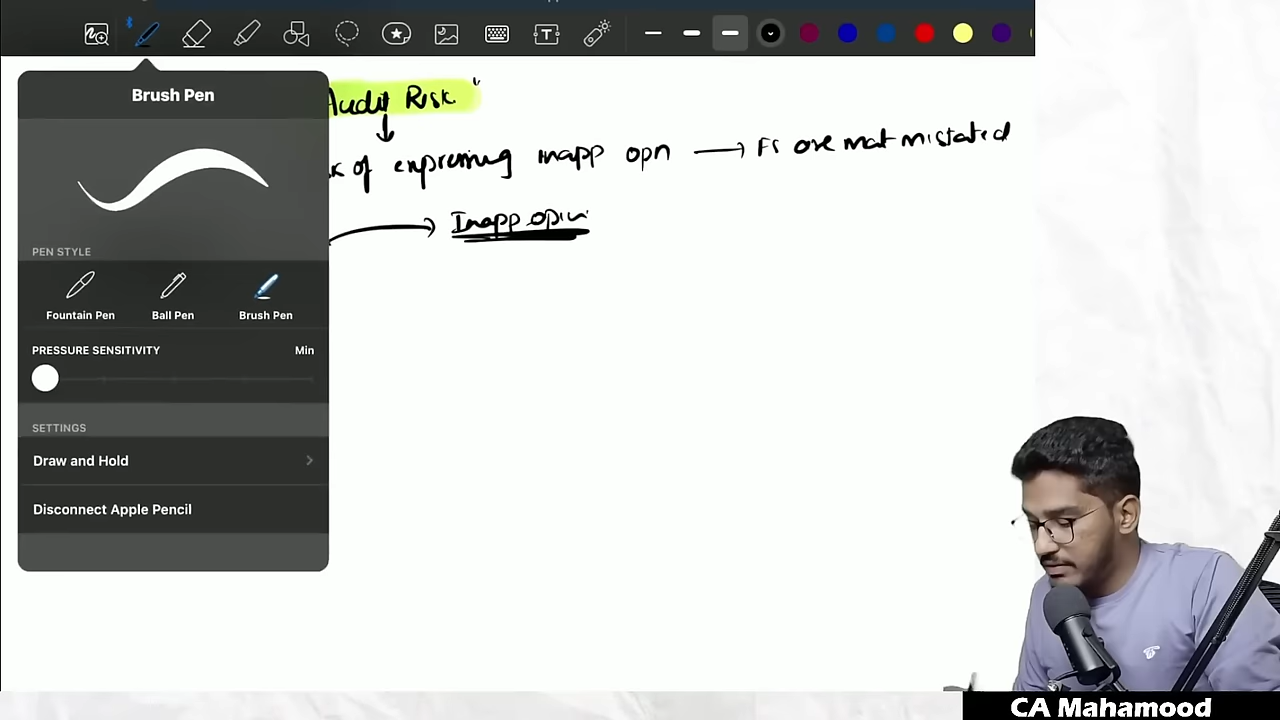 Brush Pen
PEN STYLE
Fountain Pen
Ball Pen
Brush Pen
PRESSURE SENSITIVITY
Min
SETTINGS
Draw and Hold
Disconnect Apple Pencil
T
Audit Risk "
of expressing inapp opn → FS are mat misstated
Inapp opin
CA Mahamood